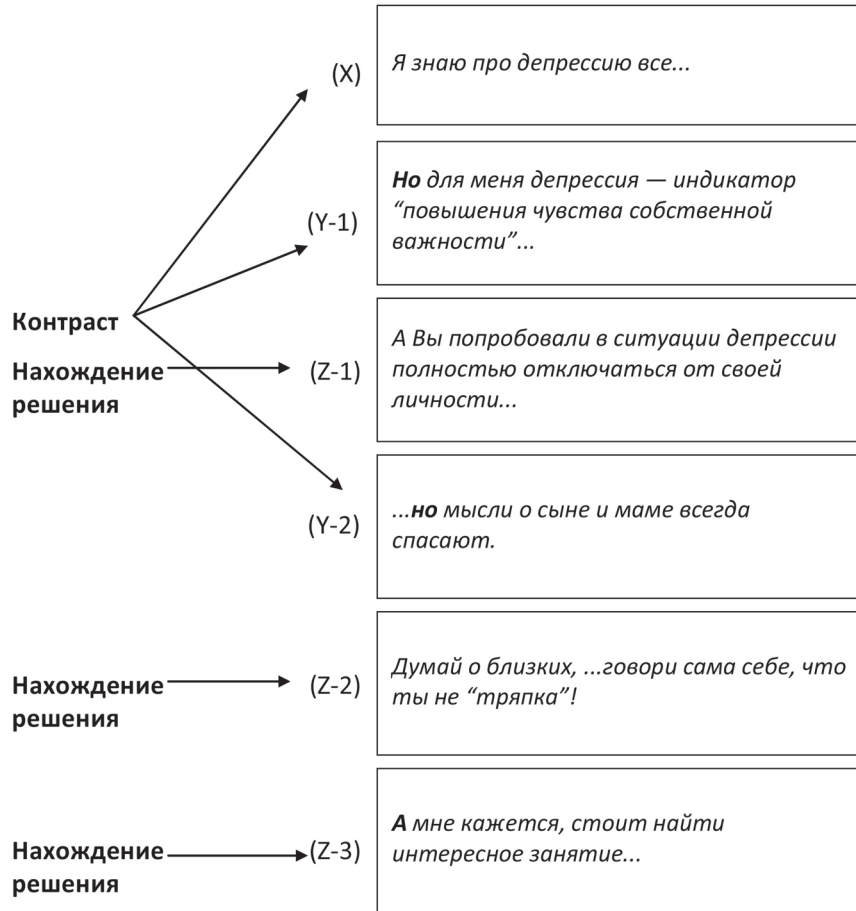 (X)
Я знаю про депрессию все...
(Y-1)
Но для меня депрессия — индикатор
“повышения чувства собственной
важности”...
Контраст
Нахождение
решения
(Z-1)
А Вы попробовали в ситуации депрессии
полностью отключаться от своей
личности...
(Y-2)
...но мысли о сыне и маме всегда
спасают.
Нахождение
решения
(Z-2)
Думай о близких, ...говори сама себе, что
ты не “тряпка”!
Нахождение
решения
(Z-3)
А мне кажется, стоит найти
интересное занятие...